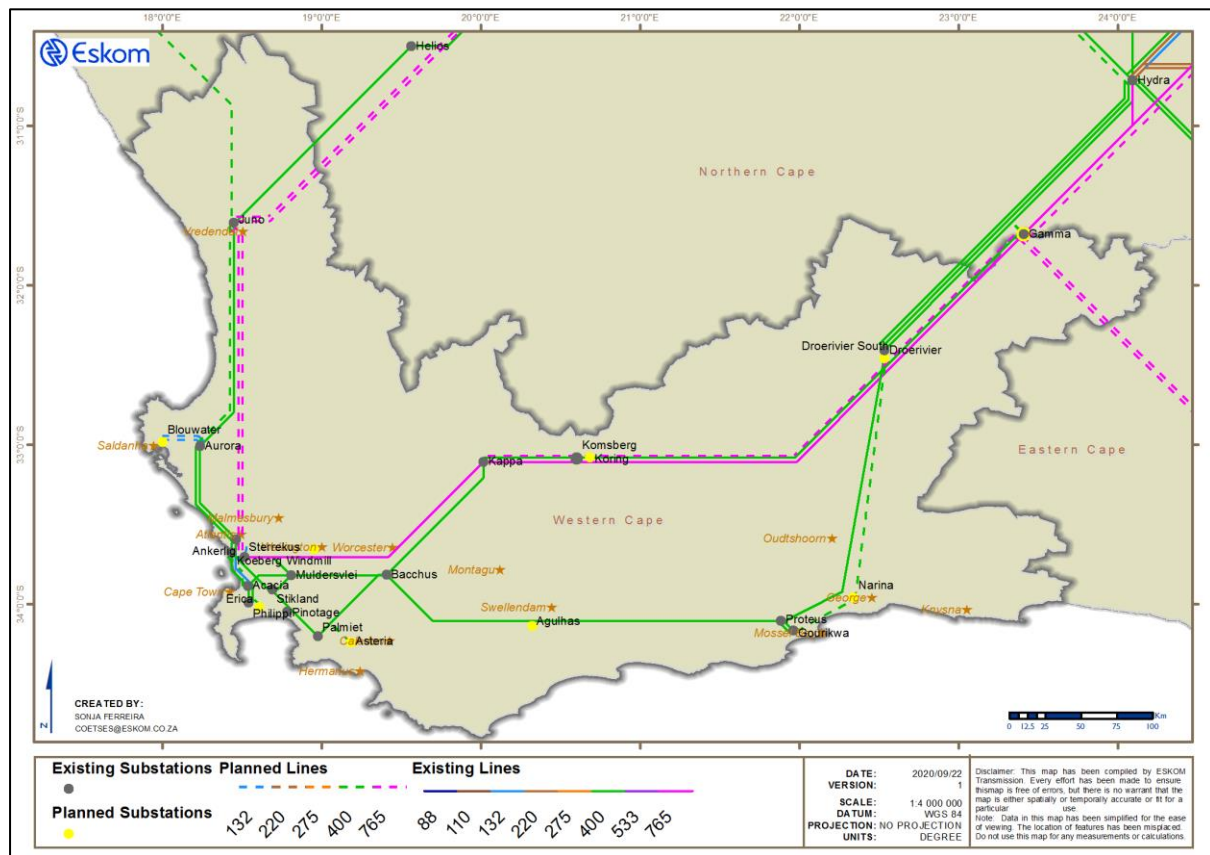 18°0'0"E
19°0'0"E
20°0'0"E
21°0'0"E
22°0'0"E
23°0'0"E
24°0'0"E
Eskom
Helios
Hydra
31°0'0"S
Northern Cape
Juno
Vredendal
Gamma
32°0'0"S
Droerivier South
Droerivier
Blouwater
Saldanha
Aurora
33°0'0"S
Komsberg
Koring
Kappa
Eastern Cape
Western Cape
Malmesbury
Ankerlig
Sterrekus
Worcester
Koeberg
Windmill
Oudtshoorn
Muldersvlei
Bacchus
Montagu
Acacia
Cape Town
Stikland
Erica
Philippi
Pinotage
Narina
George
Knysna
34°0'0"S
Swellendam
Agulhas
Proteus
Gourikwa
Palmiet
Asteria
Hermanus
N
CREATED BY:
SONJA FERREIRA
COETSES@ESKOM.CO.ZA
0 12.5 25 50 75 100
Km
Existing Substations
Planned Substations
Planned Lines
132 220 275 400 765
Existing Lines
88 110 132 220 275 400 533 765
DATE: 2020/09/22
VERSION: 1
SCALE: 1:4 000 000
DATUM: WGS 84
PROJECTION: NO PROJECTION
UNITS: DEGREE
Disclaimer: This map has been compiled by ESKOM
Transmission. Every effort has been made to ensure
thismap is free of errors, but there is no warrant that the
map is either spatially or temporally accurate or fit for a
particular use.
Note: Data in this map has been simplified for the ease
of viewing. The location of features has been misplaced.
Do not use this map for any measurements or calculations.